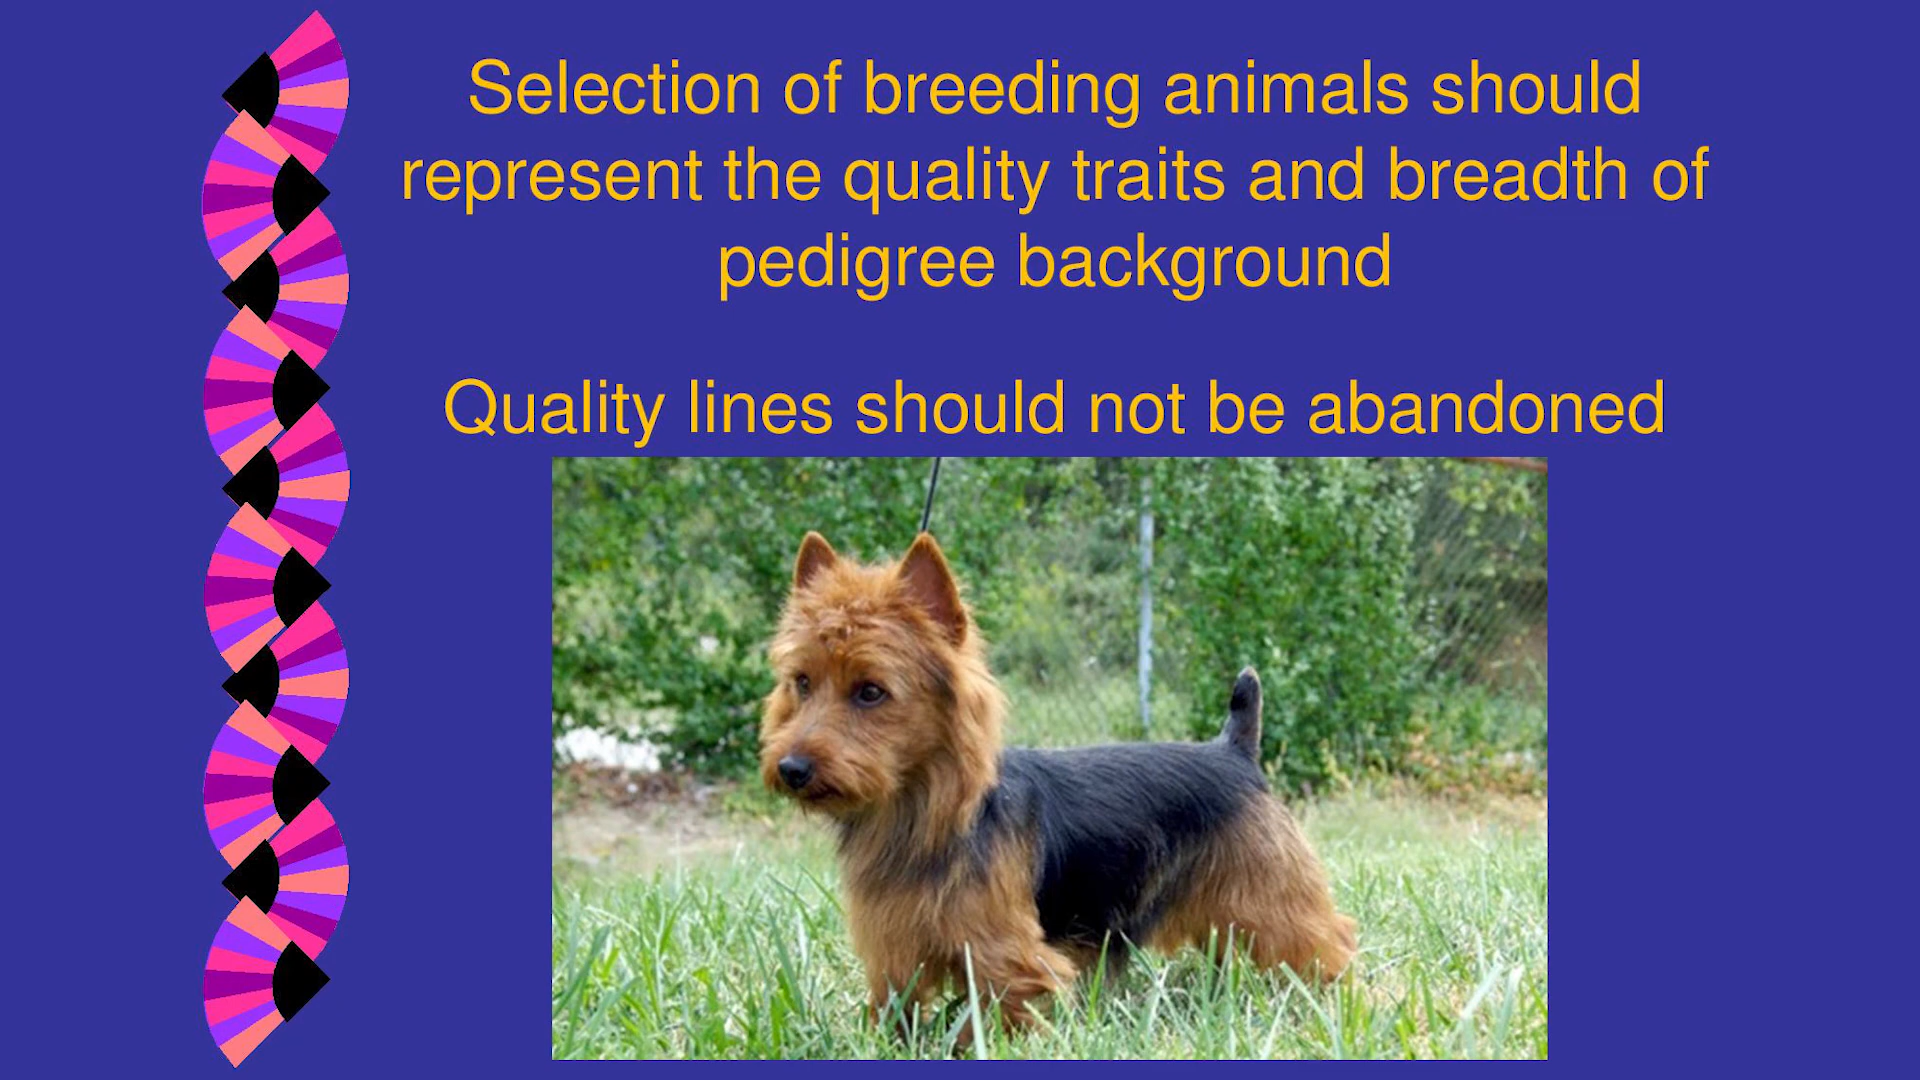 Selection of breeding animals should
represent the quality traits and breadth of
pedigree background
Quality lines should not be abandoned